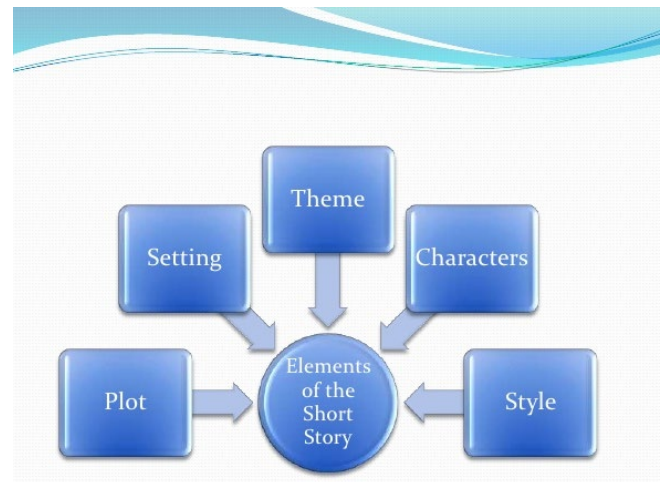 Theme
Setting
Characters
Plot
Elements
of the
Short
Story
Style